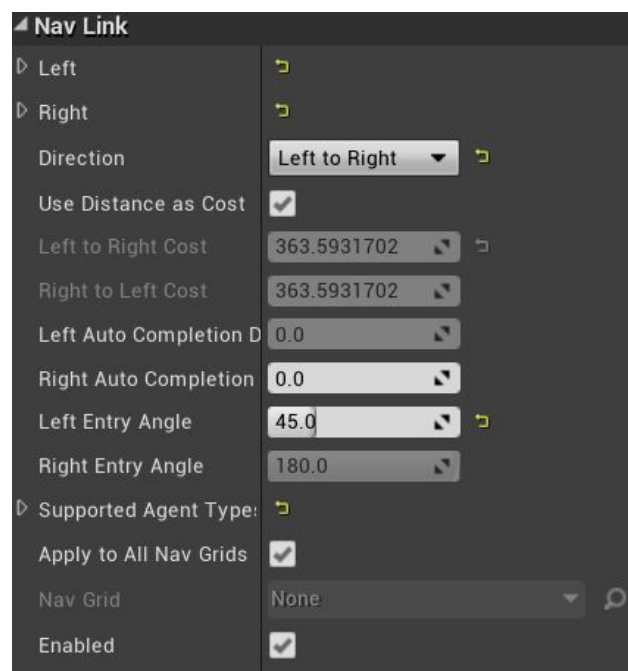 Nav Link
Left
Right
Direction Left to Right
Use Distance as Cost
Left to Right Cost 363.5931702
Right to Left Cost 363.5931702
Left Auto Completion D 0.0
Right Auto Completion 0.0
Left Entry Angle 45.0
Right Entry Angle 180.0
Supported Agent Type
Apply to All Nav Grids
Nav Grid None
Enabled